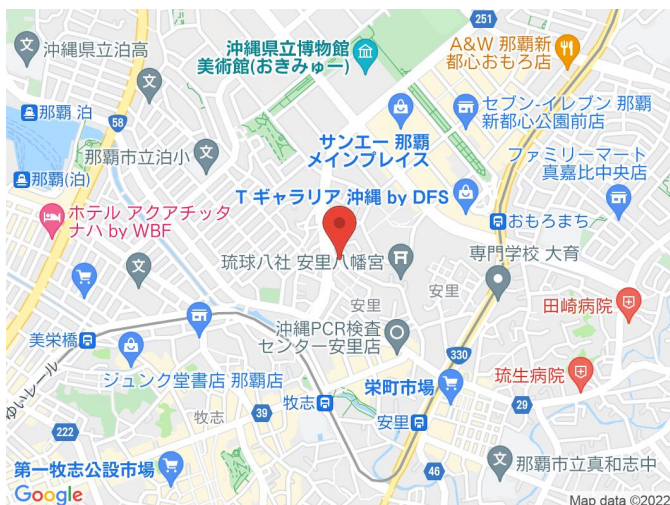 251
沖縄県立泊高
沖縄県立博物館
美術館(おきみゅー)
A&W 那覇新
都心おもろ店
那覇 泊
58
セブン-イレブン 那覇
新都心公園前店
サンエー 那覇
メインプレイス
那覇市立泊小
ファミリーマート
真嘉比中央店
那覇(泊)
T ギャラリア 沖縄 by DFS
ホテル アクアチッタ
ナハ by WBF
おもろまち
琉球八社 安里八幡宮
専門学校 大育
安里
安里
田崎病院
沖縄PCR検査
センター安里店
美栄橋
330
ゆいレール
ジュンク堂書店 那覇店
栄町市場
琉生病院
牧志
牧志
39
29
222
安里
第一牧志公設市場
46
那覇市立真和志中
Google
Map data ©2022